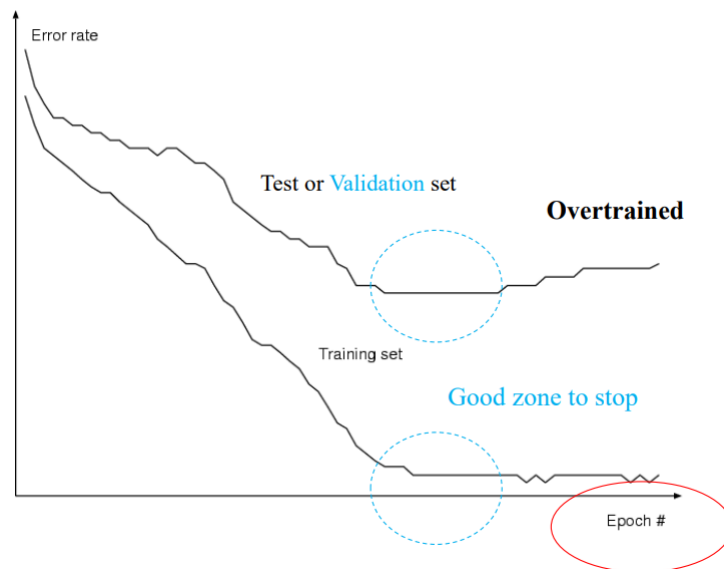 Error rate
Test or Validation set
Overtrained
Training set
Good zone to stop
Epoch #